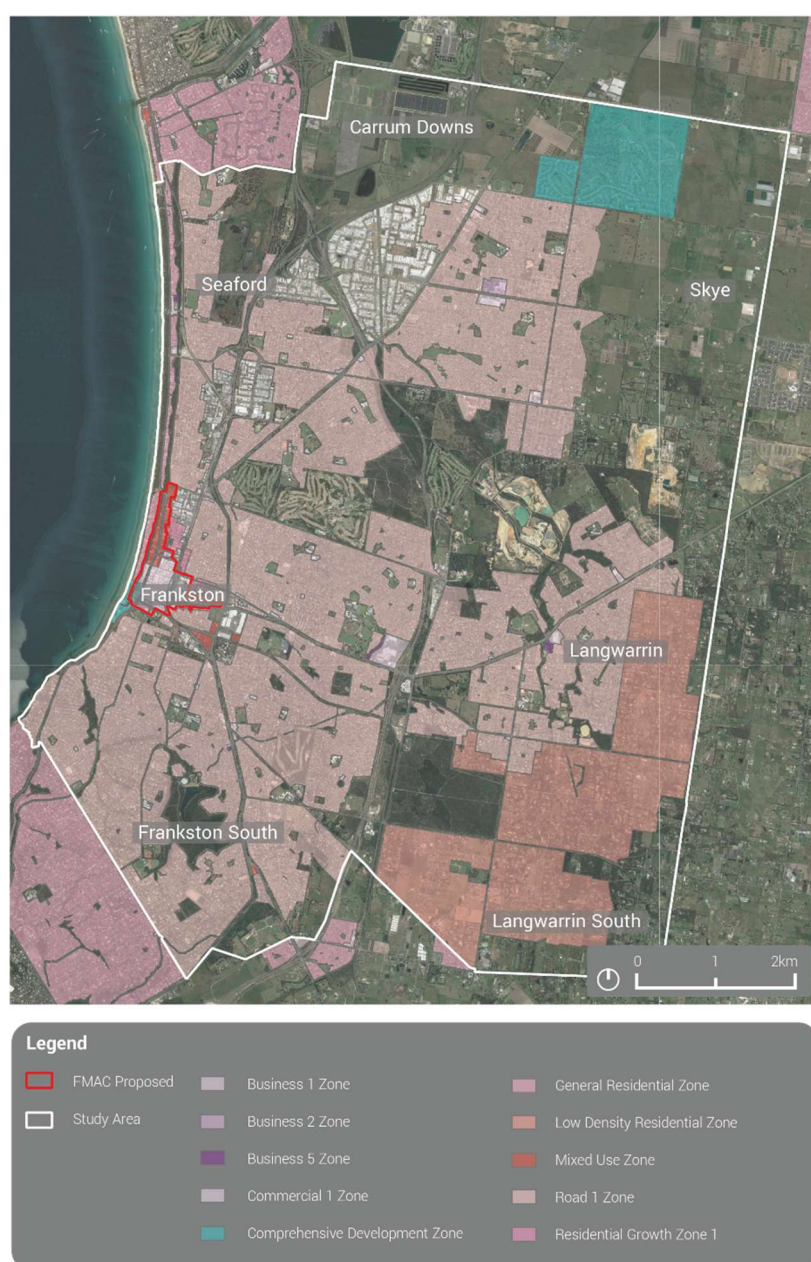 Carrum Downs
Seaford
Skye
Frankston
Langwarrin
Frankston South
Langwarrin South
0 1 2km
Legend
FMAC Proposed
Study Area
Business 1 Zone
Business 2 Zone
Business 5 Zone
Commercial 1 Zone
Comprehensive Development Zone
General Residential Zone
Low Density Residential Zone
Mixed Use Zone
Road 1 Zone
Residential Growth Zone 1